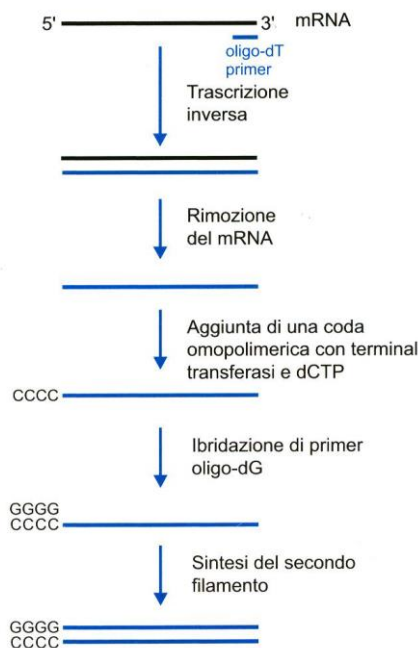 5' 3' mRNA
oligo-dT
primer
Trascrizione
inversa
Rimozione
del mRNA
Aggiunta di una coda
omopolimerica con terminal
transferasi e dCTP
CCCC
Ibridazione di primer
oligo-dG
GGGG
CCCC
Sintesi del secondo
filamento
GGGG
CCCC